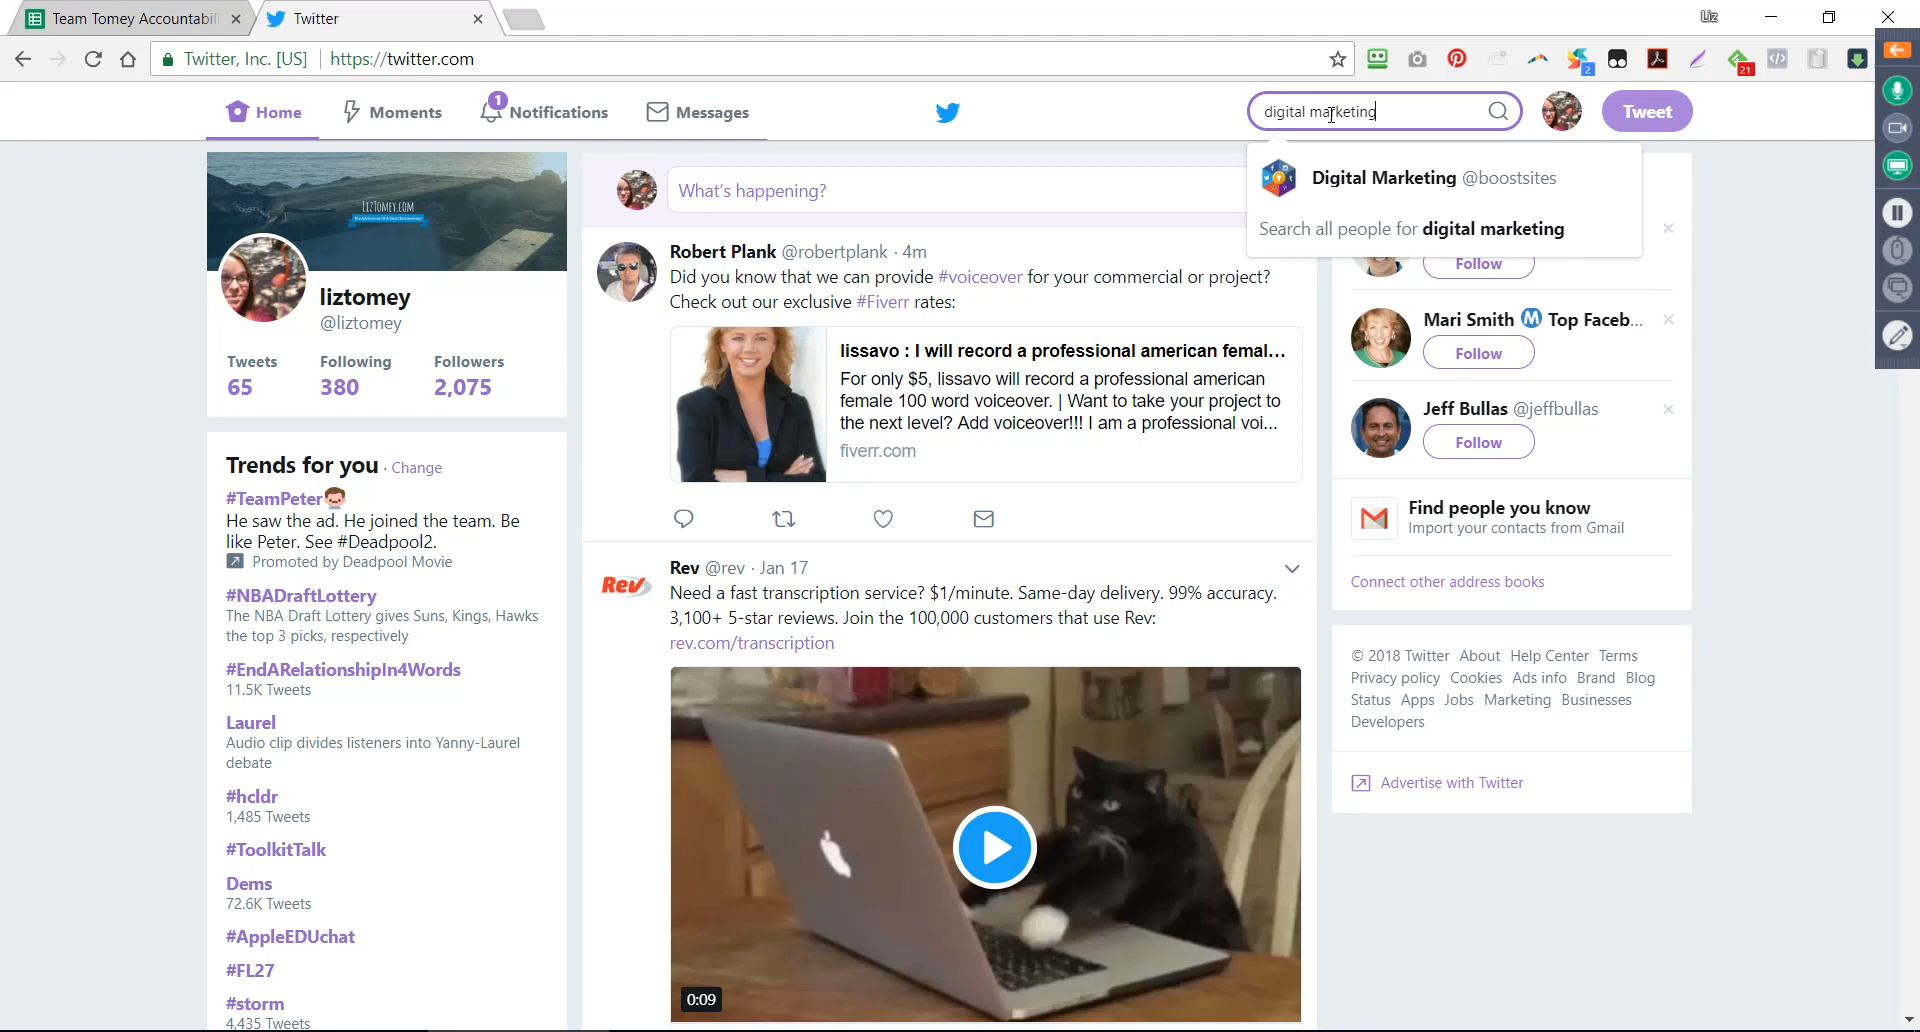 Team Tomey Accountabil
Twitter
Liz
Twitter, Inc. [US]
https://twitter.com
2
21
Home
Moments
1
Notifications
Messages
digital marketing
Tweet
Digital Marketing @boostsites
Search all people for digital marketing
LIZTOMEY.COM
liztomey
@liztomey
Tweets Following Followers
65 380 2,075
Trends for you · Change
#TeamPeter
He saw the ad. He joined the team. Be
like Peter. See #Deadpool2.
Promoted by Deadpool Movie
#NBADraftLottery
The NBA Draft Lottery gives Suns, Kings, Hawks
the top 3 picks, respectively
#EndARelationshipIn4Words
11.5K Tweets
Laurel
Audio clip divides listeners into Yanny-Laurel
debate
#hcldr
1,485 Tweets
#ToolkitTalk
Dems
72.6K Tweets
#AppleEDUchat
#FL27
#storm
4,435 Tweets
What's happening?
Robert Plank @robertplank · 4m
Did you know that we can provide #voiceover for your commercial or project?
Check out our exclusive #Fiverr rates:
lissavo : I will record a professional american femal...
For only $5, lissavo will record a professional american
female 100 word voiceover. | Want to take your project to
the next level? Add voiceover!!! I am a professional voi...
fiverr.com
Rev
Rev @rev · Jan 17
Need a fast transcription service? $1/minute. Same-day delivery. 99% accuracy.
3,100+ 5-star reviews. Join the 100,000 customers that use Rev:
rev.com/transcription
0:09
Follow
Mari Smith M Top Faceb...
Follow
Jeff Bullas @jeffbullas
Follow
Find people you know
Import your contacts from Gmail
Connect other address books
© 2018 Twitter About Help Center Terms
Privacy policy Cookies Ads info Brand Blog
Status Apps Jobs Marketing Businesses
Developers
Advertise with Twitter